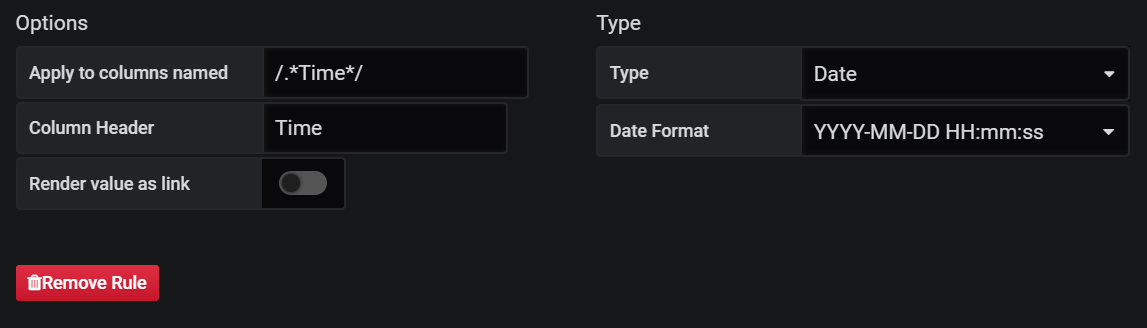 Options
Apply to columns named /.*Time*/
Column Header Time
Render value as link
Remove Rule
Type
Type Date
Date Format YYYY-MM-DD HH:mm:ss